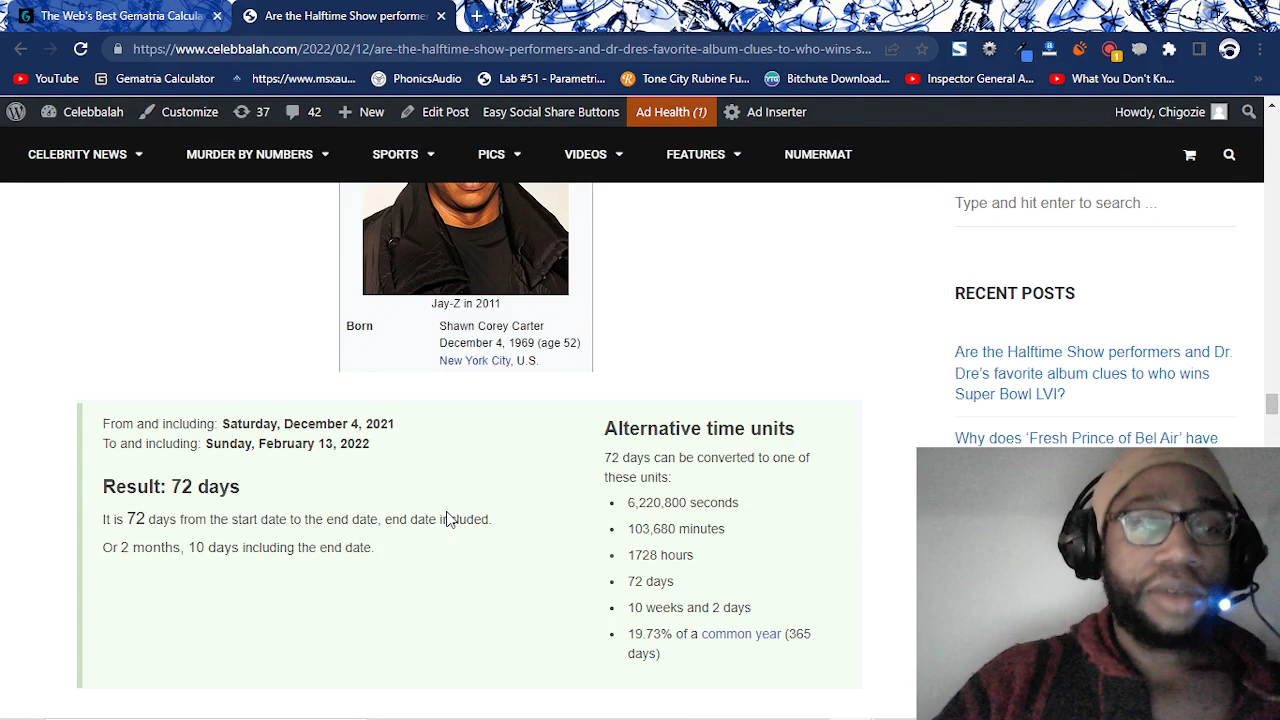 The Web's Best Gematria Calcula
Are the Halftime Show performer
https://www.celebbalah.com/2022/02/12/are-the-halftime-show-performers-and-dr-dres-favorite-album-clues-to-who-wins-s...
YouTube
Gematria Calculator
https://www.msxau...
PhonicsAudio
Lab #51 - Parametri...
Tone City Rubine Fu...
Bitchute Download...
Inspector General A...
What You Don't Kn...
Celebbalah
Customize
37
42
New
Edit Post
Easy Social Share Buttons
Ad Health (1)
Ad Inserter
Howdy, Chigozie
CELEBRITY NEWS
MURDER BY NUMBERS
SPORTS
PICS
VIDEOS
FEATURES
NUMERMAT
Jay-Z in 2011
Born
Shawn Corey Carter
December 4, 1969 (age 52)
New York City, U.S.
From and including: Saturday, December 4, 2021
To and including: Sunday, February 13, 2022
Result: 72 days
It is 72 days from the start date to the end date, end date included.
Or 2 months, 10 days including the end date.
Alternative time units
72 days can be converted to one of
these units:
6,220,800 seconds
103,680 minutes
1728 hours
72 days
10 weeks and 2 days
19.73% of a common year (365
days)
Type and hit enter to search ...
RECENT POSTS
Are the Halftime Show performers and Dr.
Dre's favorite album clues to who wins
Super Bowl LVI?
Why does 'Fresh Prince of Bel Air' have